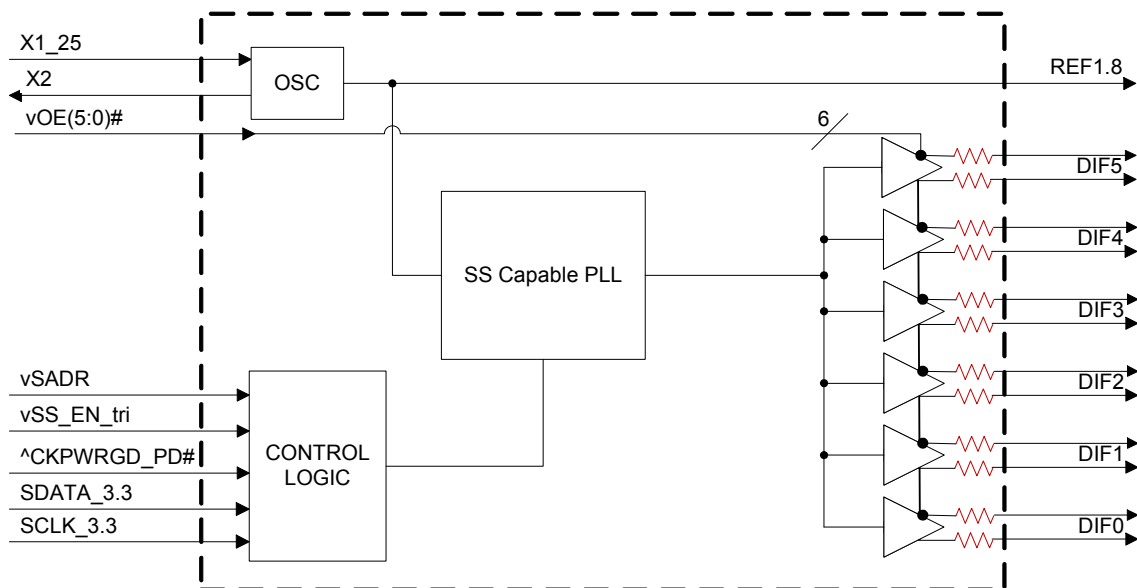 X1_25
X2
vOE(5:0)#
OSC
REF1.8
6
DIF5
DIF4
SS Capable PLL
DIF3
DIF2
DIF1
DIF0
vSADR
vSS_EN_tri
^CKPWRGD_PD#
SDATA_3.3
SCLK_3.3
CONTROL
LOGIC